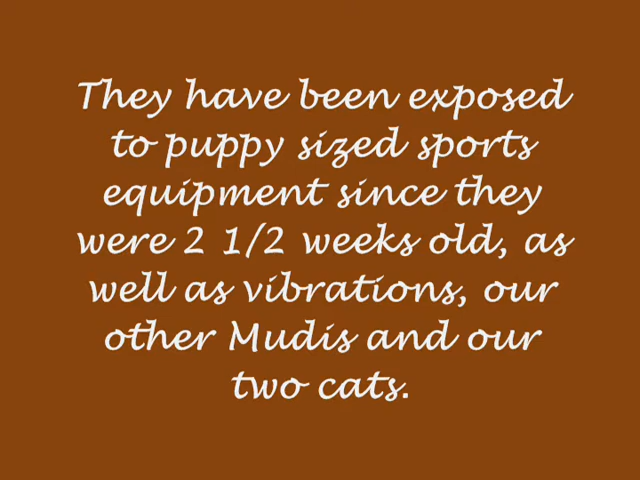 They have been exposed
to puppy sized sports
equipment since they
were 2 1/2 weeks old, as
well as vibrations, our
other Mudis and our
two cats.